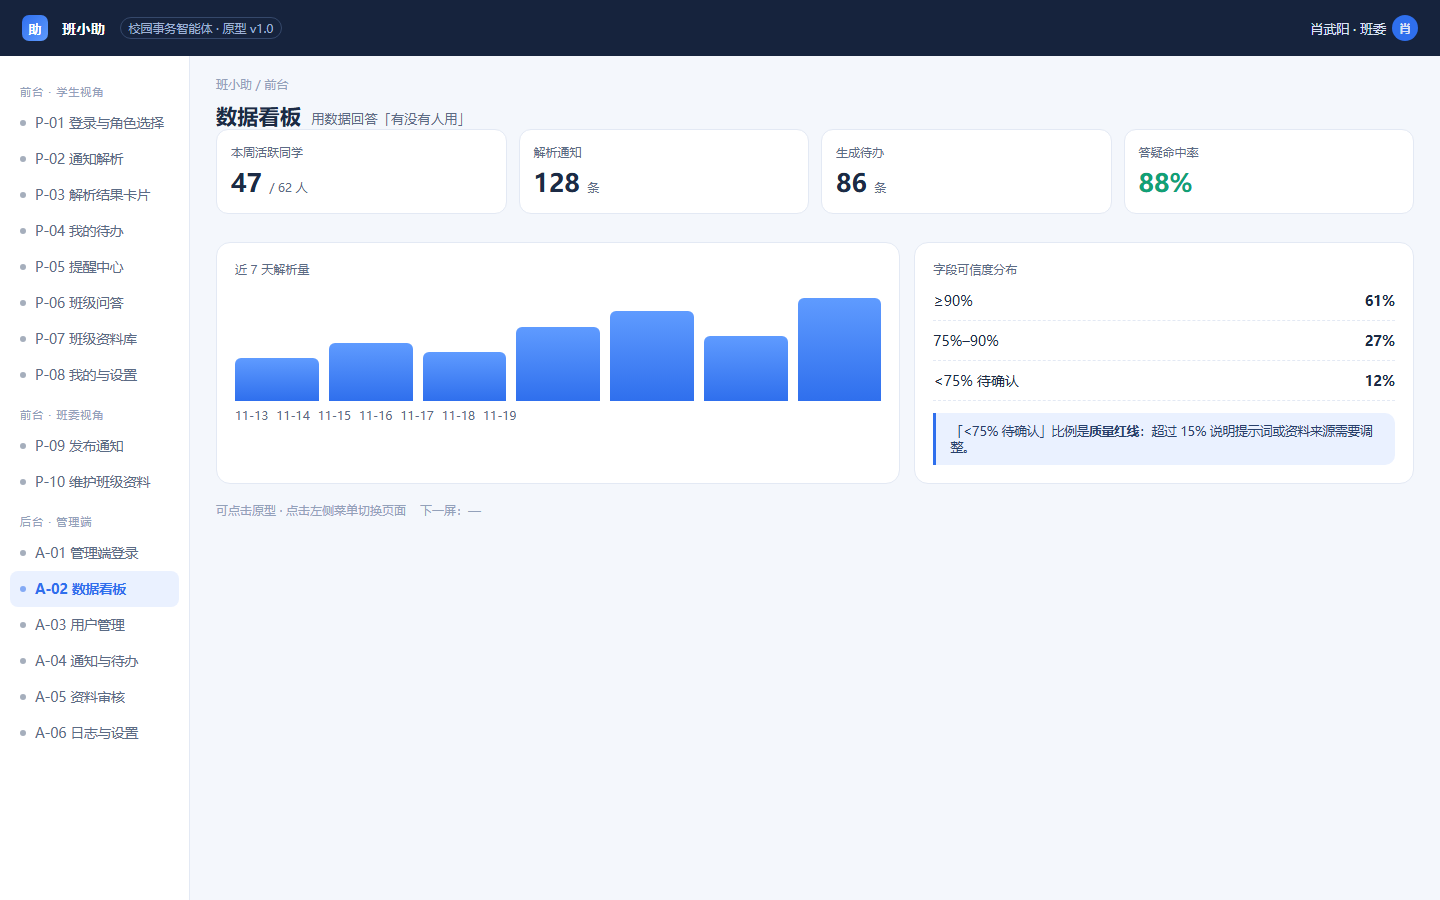 助 班小助 校园事务智能体 · 原型 v1.0 肖武阳 · 班委 肖
前台 · 学生视角
P-01 登录与角色选择
P-02 通知解析
P-03 解析结果卡片
P-04 我的待办
P-05 提醒中心
P-06 班级问答
P-07 班级资料库
P-08 我的与设置
前台 · 班委视角
P-09 发布通知
P-10 维护班级资料
后台 · 管理端
A-01 管理端登录
A-02 数据看板
A-03 用户管理
A-04 通知与待办
A-05 资料审核
A-06 日志与设置
班小助 / 前台
数据看板 用数据回答「有没有人用」
本周活跃同学
47 / 62 人
解析通知
128 条
生成待办
86 条
答疑命中率
88%
近 7 天解析量
11-13 11-14 11-15 11-16 11-17 11-18 11-19
字段可信度分布
≥90% 61%
75%–90% 27%
<75% 待确认 12%
「<75% 待确认」比例是质量红线：超过 15% 说明提示词或资料来源需要调
整。
可点击原型 · 点击左侧菜单切换页面 下一屏：—